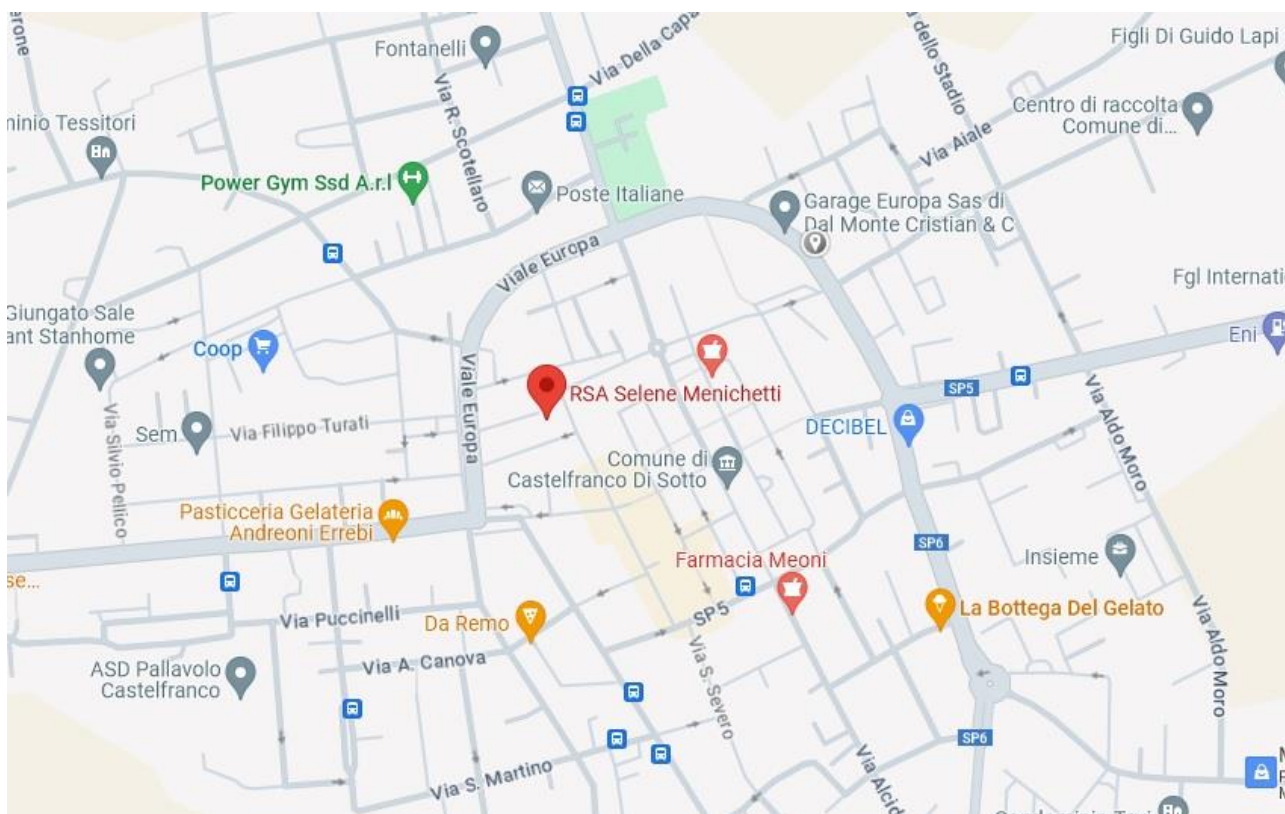 arone
Fontanelli
Via Della Capa
a dello Stadio
Figli Di Guido Lapi
Via R. Scotellaro
Centro di raccolta
Comune di...
minio Tessitori
Via Aiale
Power Gym Ssd A.r.l
Poste Italiane
Garage Europa Sas di
Dal Monte Cristian & C
Viale Europa
Fgl Internati
Giungato Sale
ant Stanhome
Coop
Eni
Viale Europa
RSA Selene Menichetti
SP5
Via Silvio Pellico
Sem
Via Filippo Turati
DECIBEL
Via Aldo Moro
Comune di
Castelfranco Di Sotto
Pasticceria Gelateria
Andreoni Errebi
SP6
Insieme
se...
Farmacia Meoni
Via Puccinelli
Da Remo
SP5
La Bottega Del Gelato
Via Aldo Moro
Via A. Canova
ASD Pallavolo
Castelfranco
Via S. Severo
SP6
Via S. Martino
Via Alcid